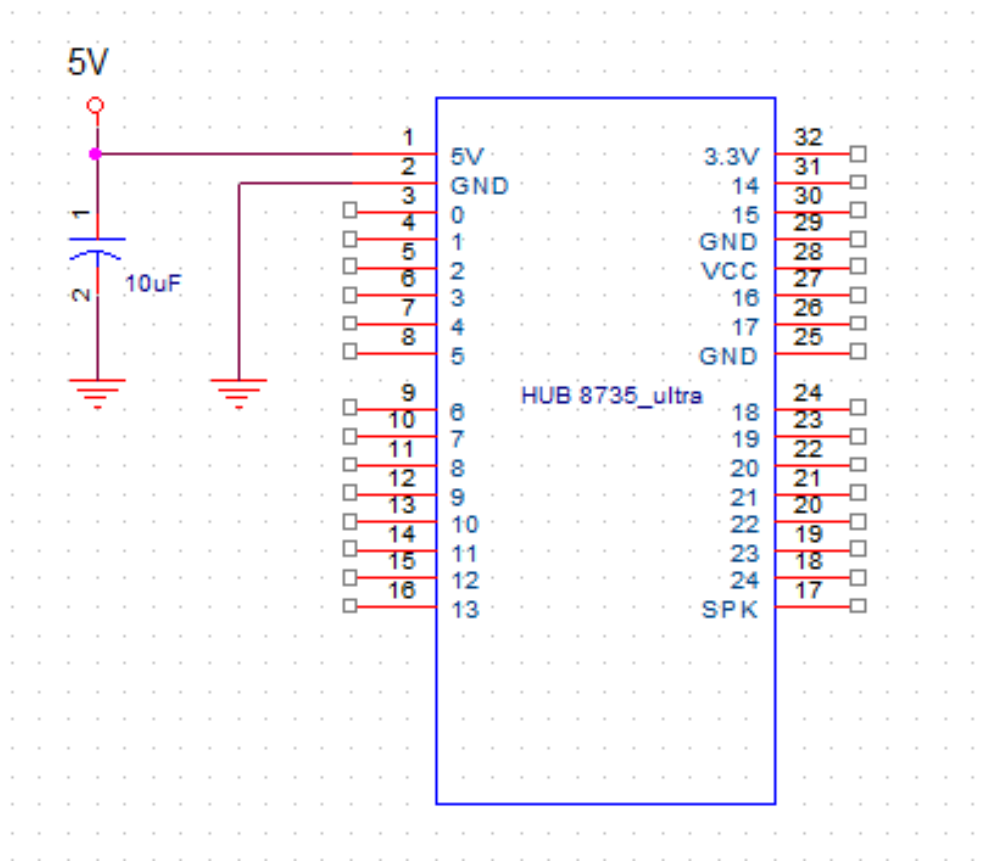 5V
1
2
10uF
1 5V
2 GND
3 0
4 1
5 2
6 3
7 4
8 5
9 6
10 7
11 8
12 9
13 10
14 11
15 12
16 13
HUB 8735_ultra
32 3.3V
31 14
30 15
29 GND
28 VCC
27 16
26 17
25 GND
24 18
23 19
22 20
21 21
20 22
19 23
18 24
17 SPK